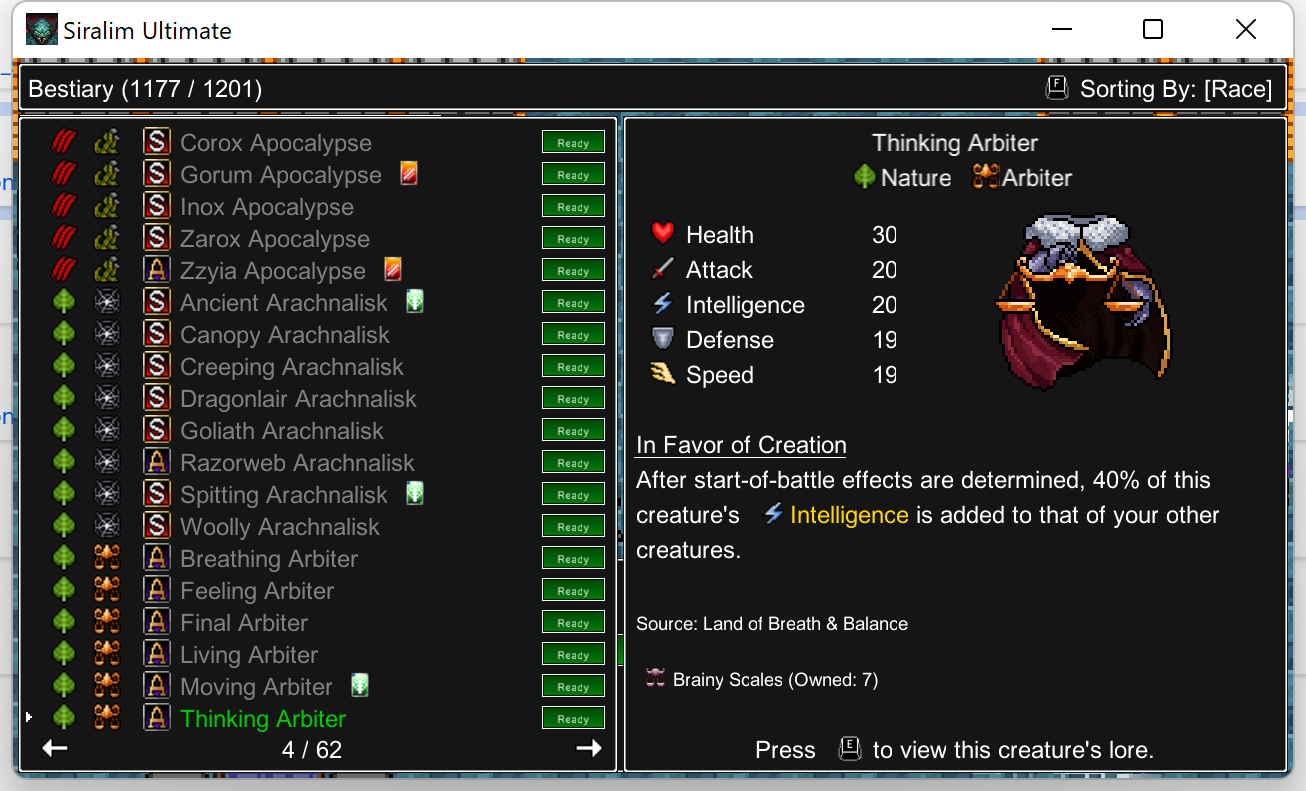 Siralim Ultimate
Bestiary (1177 / 1201)
F Sorting By: [Race]
S Corox Apocalypse Ready
S Gorum Apocalypse Ready
S Inox Apocalypse Ready
S Zarox Apocalypse Ready
A Zzyia Apocalypse Ready
S Ancient Arachnalisk Ready
S Canopy Arachnalisk Ready
S Creeping Arachnalisk Ready
S Dragonlair Arachnalisk Ready
S Goliath Arachnalisk Ready
A Razorweb Arachnalisk Ready
S Spitting Arachnalisk Ready
S Woolly Arachnalisk Ready
A Breathing Arbiter Ready
A Feeling Arbiter Ready
A Final Arbiter Ready
A Living Arbiter Ready
A Moving Arbiter Ready
A Thinking Arbiter Ready
4 / 62
Thinking Arbiter
Nature Arbiter
Health 30
Attack 20
Intelligence 20
Defense 19
Speed 19
In Favor of Creation
After start-of-battle effects are determined, 40% of this
creature's Intelligence is added to that of your other
creatures.
Source: Land of Breath & Balance
Brainy Scales (Owned: 7)
Press E to view this creature's lore.